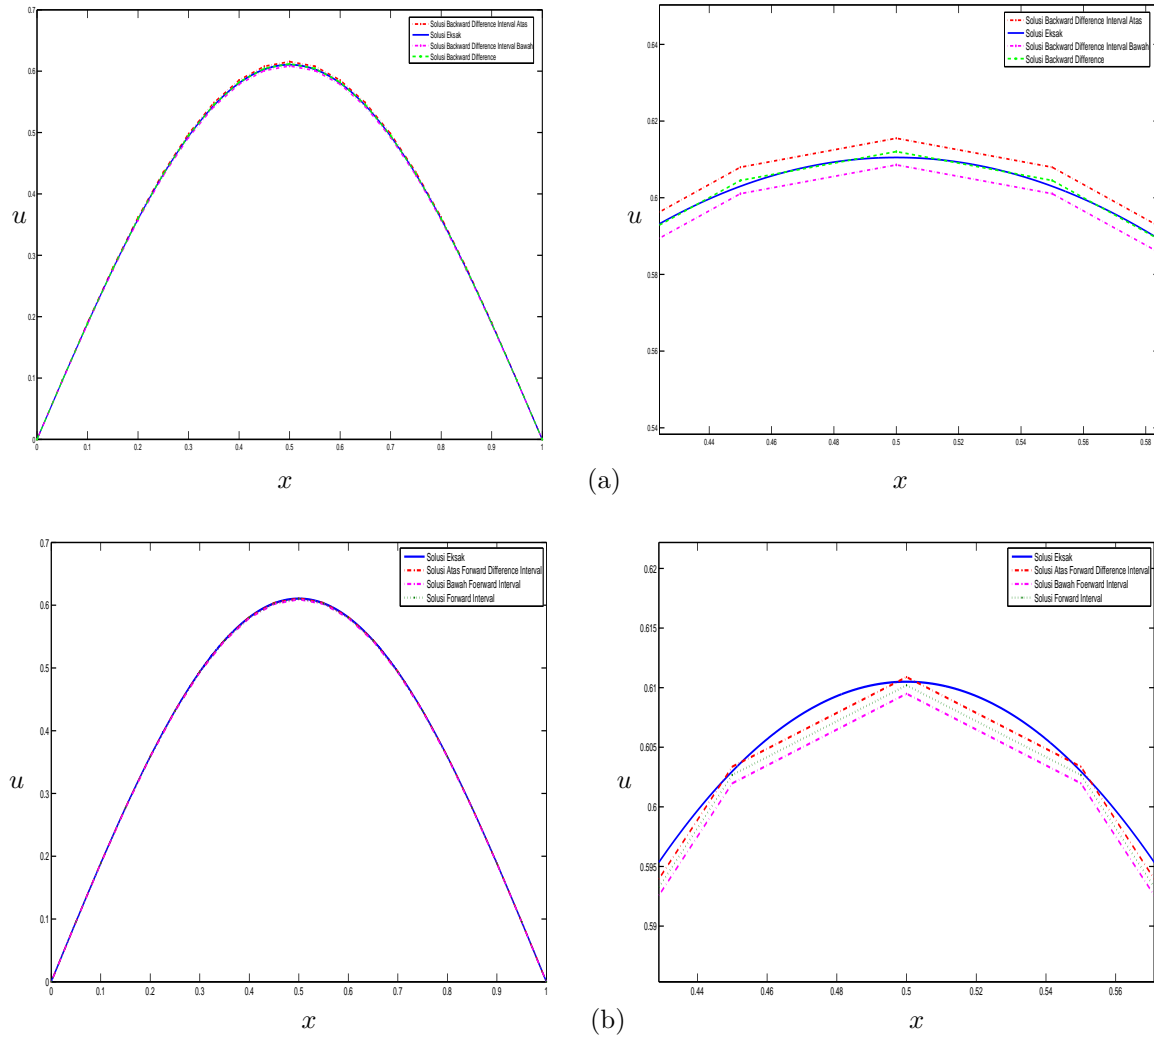 Solusi Backward Difference Interval Atas
Solusi Eksak
Solusi Backward Difference Interval Bawah
Solusi Backward Difference
0.7
0.6
0.5
0.4
0.3
0.2
0.1
0
u
0 0.1 0.2 0.3 0.4 0.5 0.6 0.7 0.8 0.9 1
x
Solusi Backward Difference Interval Atas
Solusi Eksak
Solusi Backward Difference Interval Bawah
Solusi Backward Difference
0.64
0.62
0.6
0.58
0.56
0.54
u
0.44 0.46 0.48 0.5 0.52 0.54 0.56 0.58
x
(a)
Solusi Eksak
Solusi Atas Forward Difference Interval
Solusi Bawah Foerward Interval
Solusi Forward Interval
0.7
0.6
0.5
0.4
0.3
0.2
0.1
0
u
0 0.1 0.2 0.3 0.4 0.5 0.6 0.7 0.8 0.9 1
x
Solusi Eksak
Solusi Atas Forward Difference Interval
Solusi Bawah Foerward Interval
Solusi Forward Interval
0.62
0.615
0.61
0.605
0.6
0.595
0.59
u
0.44 0.46 0.48 0.5 0.52 0.54 0.56
x
(b)